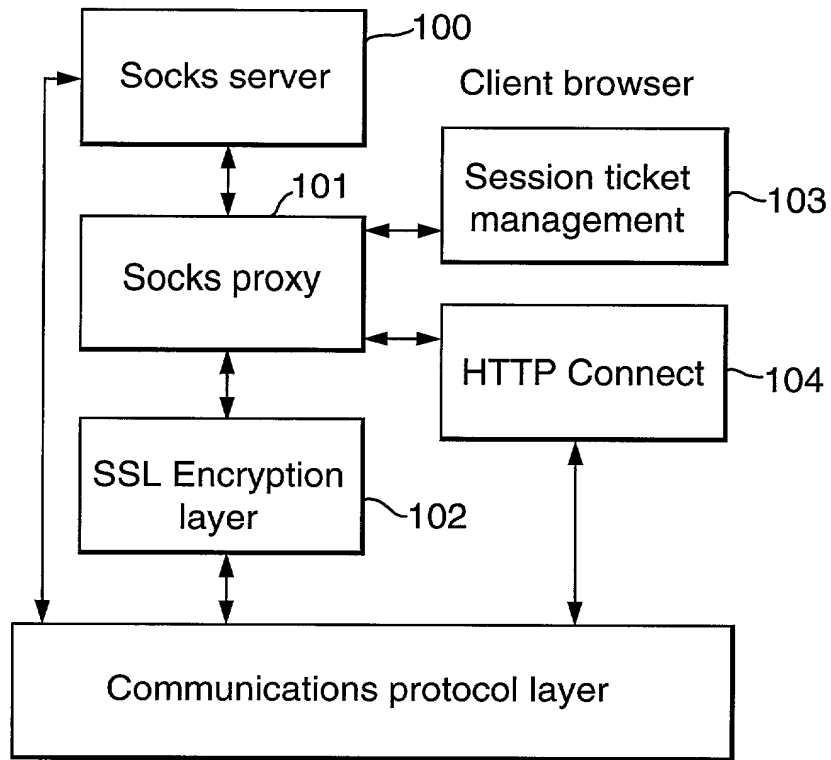 100
Socks server
Client browser
101
Session ticket
management
103
Socks proxy
HTTP Connect
104
SSL Encryption
layer
102
Communications protocol layer